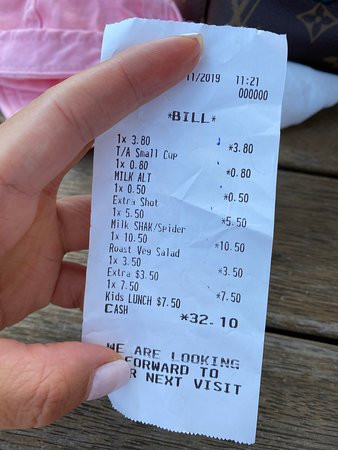 11/2019 11:21
000000
*BILL*
1x 3.80 *3.80
T/A Small Cup
1x 0.80 *0.80
MILK ALT
1x 0.50 *0.50
Extra Shot
1x 5.50 *5.50
Milk SHAK/Spider
1x 10.50 *10.50
Roast Veg Salad
1x 3.50 *3.50
Extra $3.50
1x 7.50 *7.50
Kids LUNCH $7.50
CASH *32.10
WE ARE LOOKING
FORWARD TO
NEXT VISIT